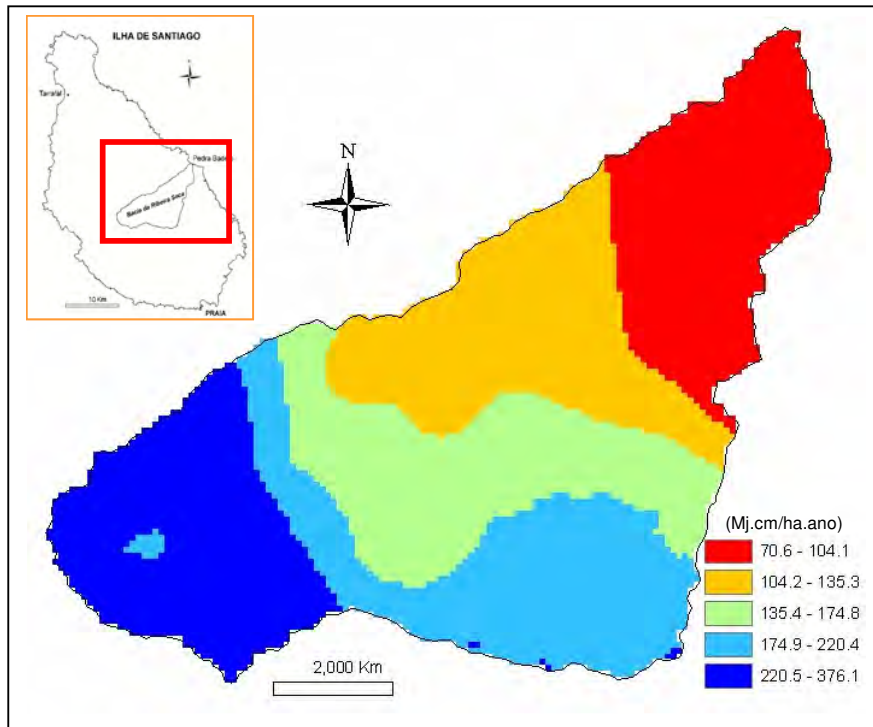 ILHA DE SANTIAGO
Tarrafal
Pedra Badejo
Bacia de Ribeira Seca
10 Km
PRAIA
N
(Mj.cm/ha.ano)
70.6 - 104.1
104.2 - 135.3
135.4 - 174.8
174.9 - 220.4
220.5 - 376.1
2,000 Km